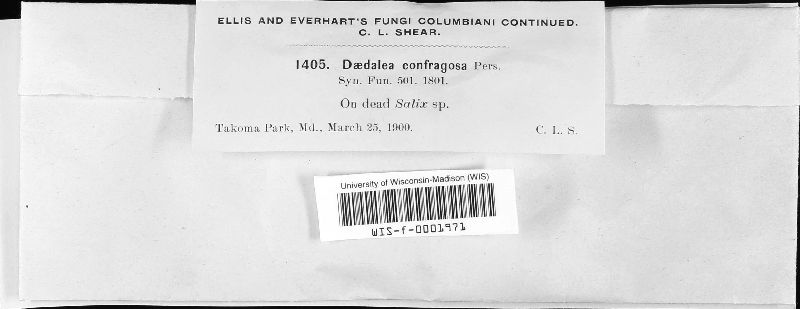 ELLIS AND EVERHART'S FUNGI COLUMBIANI CONTINUED.
C. L. SHEAR.
1405. Dædalea confragosa Pers.
Syn. Fun. 501. 1801.
On dead Salix sp.
Takoma Park, Md., March 25, 1900.
C. L. S.
University of Wisconsin-Madison (WIS)
WIS-f-0001971